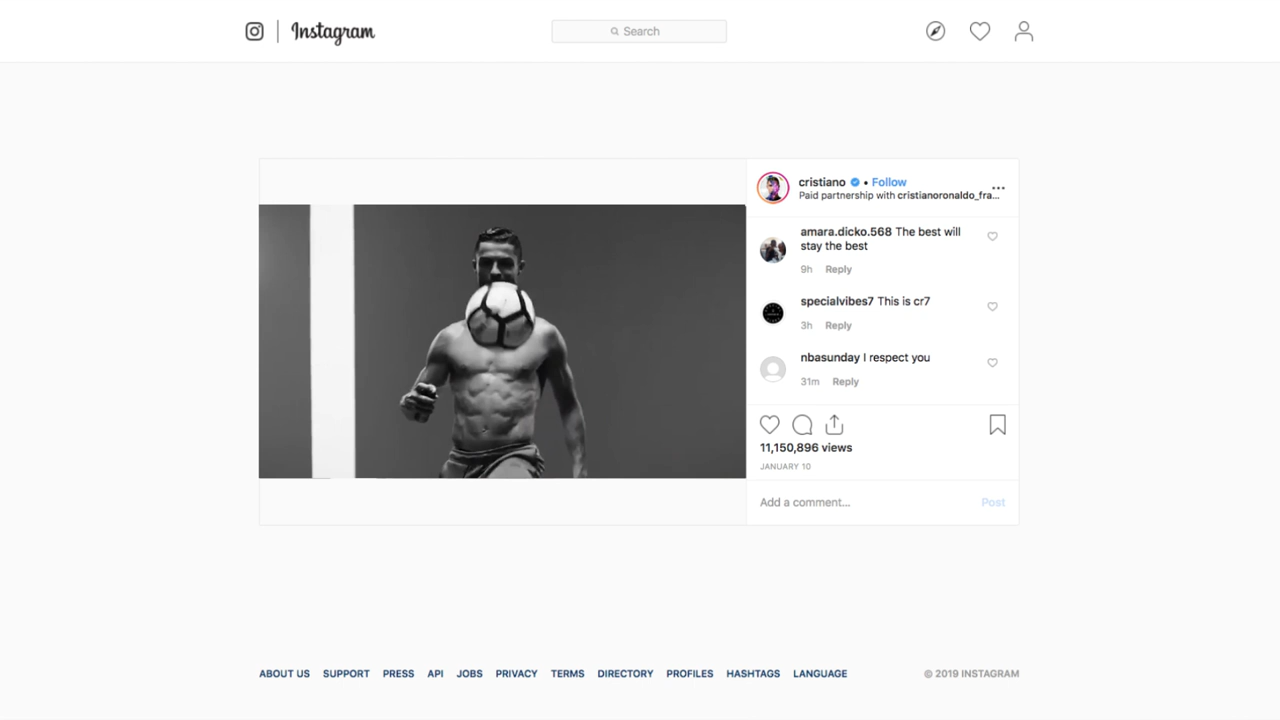 Instagram
Search
cristiano • Follow
Paid partnership with cristianoronaldo_fra...
amara.dicko.568 The best will
stay the best
9h Reply
specialvibes7 This is cr7
3h Reply
nbasunday I respect you
31m Reply
11,150,896 views
JANUARY 10
Add a comment... Post
ABOUT US SUPPORT PRESS API JOBS PRIVACY TERMS DIRECTORY PROFILES HASHTAGS LANGUAGE © 2019 INSTAGRAM